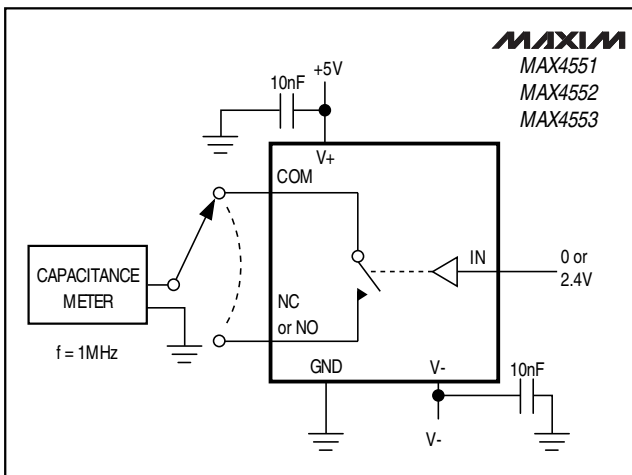 MAXIM
MAX4551
MAX4552
MAX4553
+5V
10nF
V+
COM
CAPACITANCE
METER
f = 1MHz
NC
or NO
IN
0 or
2.4V
GND
V-
10nF
V-